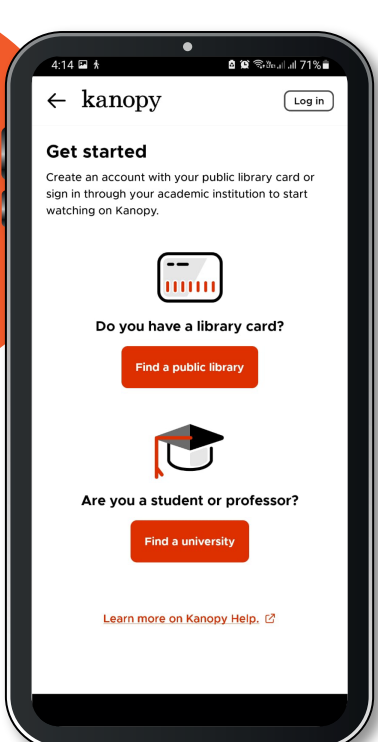 4:14
71%
kanopy
Log in
Get started
Create an account with your public library card or
sign in through your academic institution to start
watching on Kanopy.
Do you have a library card?
Find a public library
Are you a student or professor?
Find a university
Learn more on Kanopy Help.